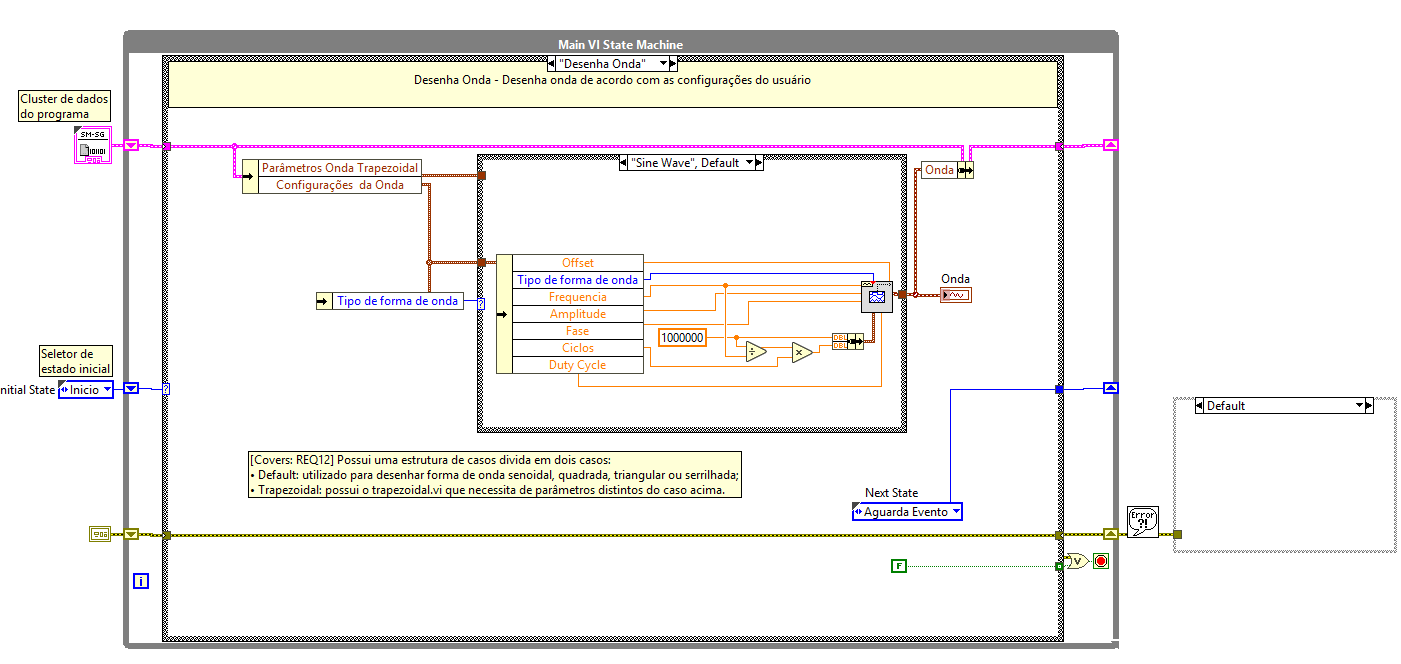 Main VI State Machine
"Desenha Onda"
Desenha Onda - Desenha onda de acordo com as configurações do usuário
Cluster de dados
do programa
SM-SG
Parâmetros Onda Trapezoidal
Configurações da Onda
"Sine Wave", Default
Onda
Offset
Tipo de forma de onda
Frequencia
Amplitude
Fase
Ciclos
Duty Cycle
1000000
DBL
DBL
Onda
Tipo de forma de onda
Seletor de
estado inicial
nitial State
Inicio
Default
[Covers: REQ12] Possui uma estrutura de casos divida em dois casos:
• Default: utilizado para desenhar forma de onda senoidal, quadrada, triangular ou serrilhada;
• Trapezoidal: possui o trapezoidal.vi que necessita de parâmetros distintos do caso acima.
Next State
Aguarda Evento
Error
?!
F
V
i